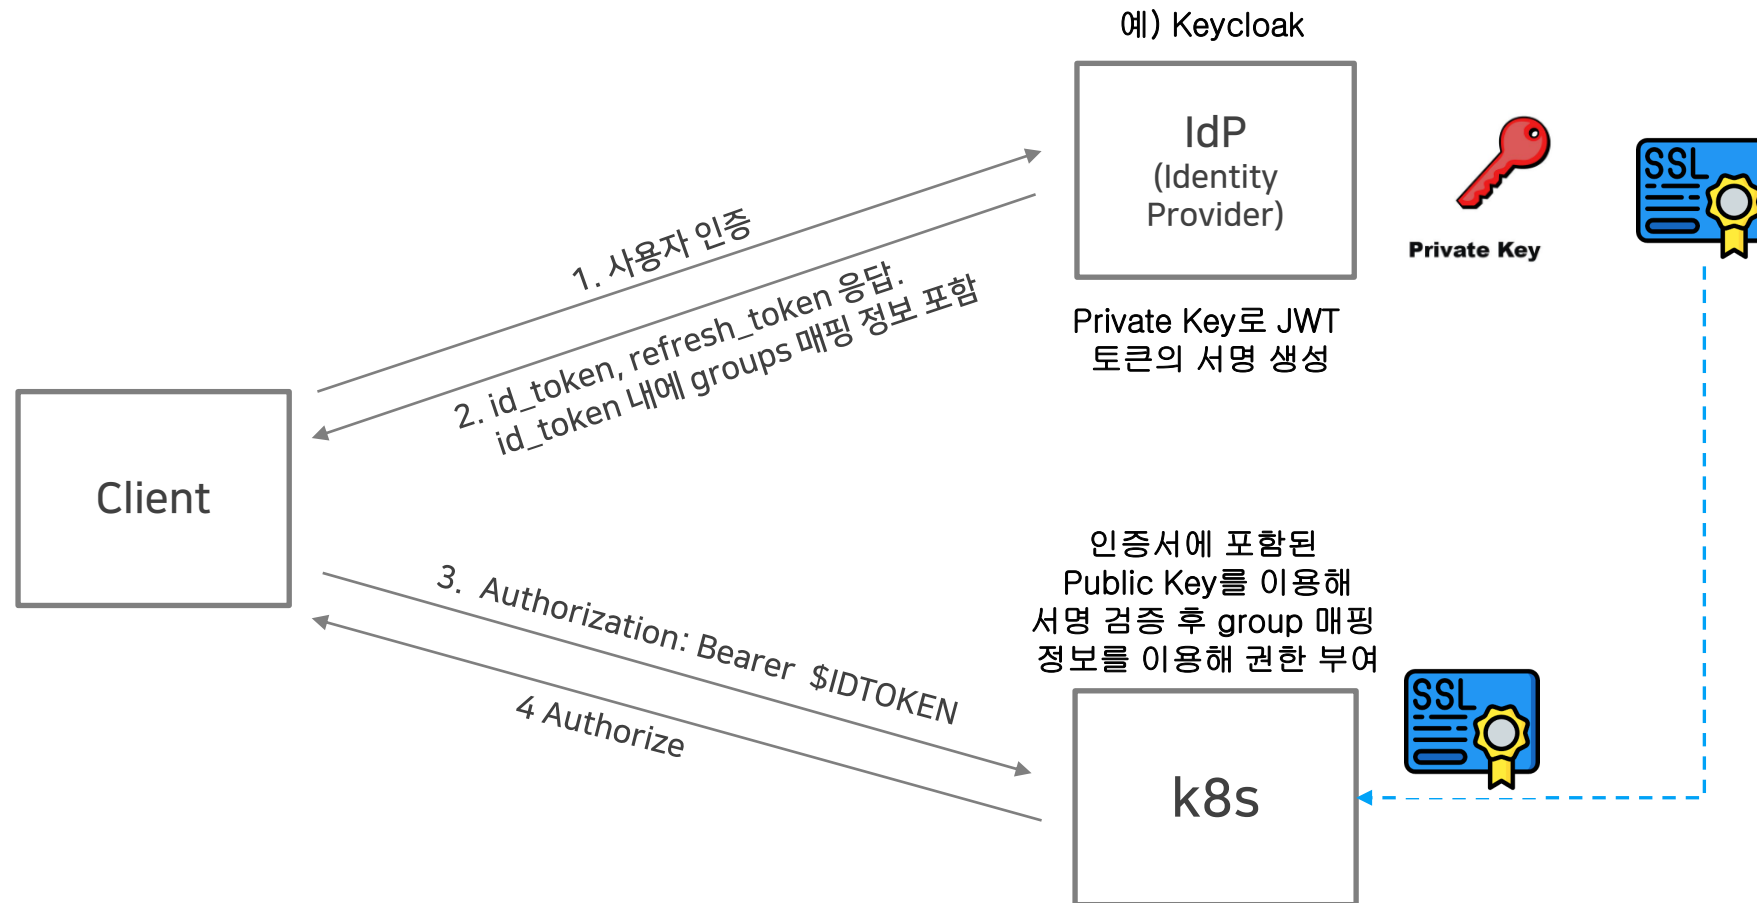 예) Keycloak
IdP
(Identity
Provider)
Private Key
SSL
Private Key로 JWT
토큰의 서명 생성
1. 사용자 인증
2. id_token, refresh_token 응답.
id_token 내에 groups 매핑 정보 포함
Client
3. Authorization: Bearer $IDTOKEN
4 Authorize
인증서에 포함된
Public Key를 이용해
서명 검증 후 group 매핑
정보를 이용해 권한 부여
SSL
k8s